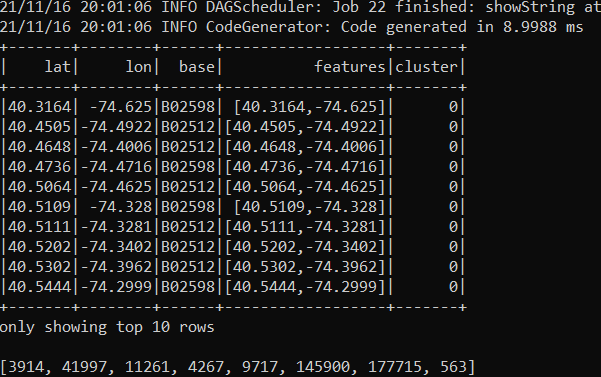 21/11/16 20:01:06 INFO DAGScheduler: Job 22 finished: showString at
21/11/16 20:01:06 INFO CodeGenerator: Code generated in 8.9988 ms
+-------+--------+------+------------------+-------+
|    lat|     lon|  base|          features|cluster|
+-------+--------+------+------------------+-------+
|40.3164| -74.625|B02598| [40.3164,-74.625]|      0|
|40.4505|-74.4922|B02512|[40.4505,-74.4922]|      0|
|40.4648|-74.4006|B02512|[40.4648,-74.4006]|      0|
|40.4736|-74.4716|B02598|[40.4736,-74.4716]|      0|
|40.5064|-74.4625|B02512|[40.5064,-74.4625]|      0|
|40.5109| -74.328|B02598| [40.5109,-74.328]|      0|
|40.5111|-74.3281|B02512|[40.5111,-74.3281]|      0|
|40.5202|-74.3402|B02512|[40.5202,-74.3402]|      0|
|40.5302|-74.3962|B02512|[40.5302,-74.3962]|      0|
|40.5444|-74.2999|B02598|[40.5444,-74.2999]|      0|
+-------+--------+------+------------------+-------+
only showing top 10 rows
[3914, 41997, 11261, 4267, 9717, 145900, 177715, 563]